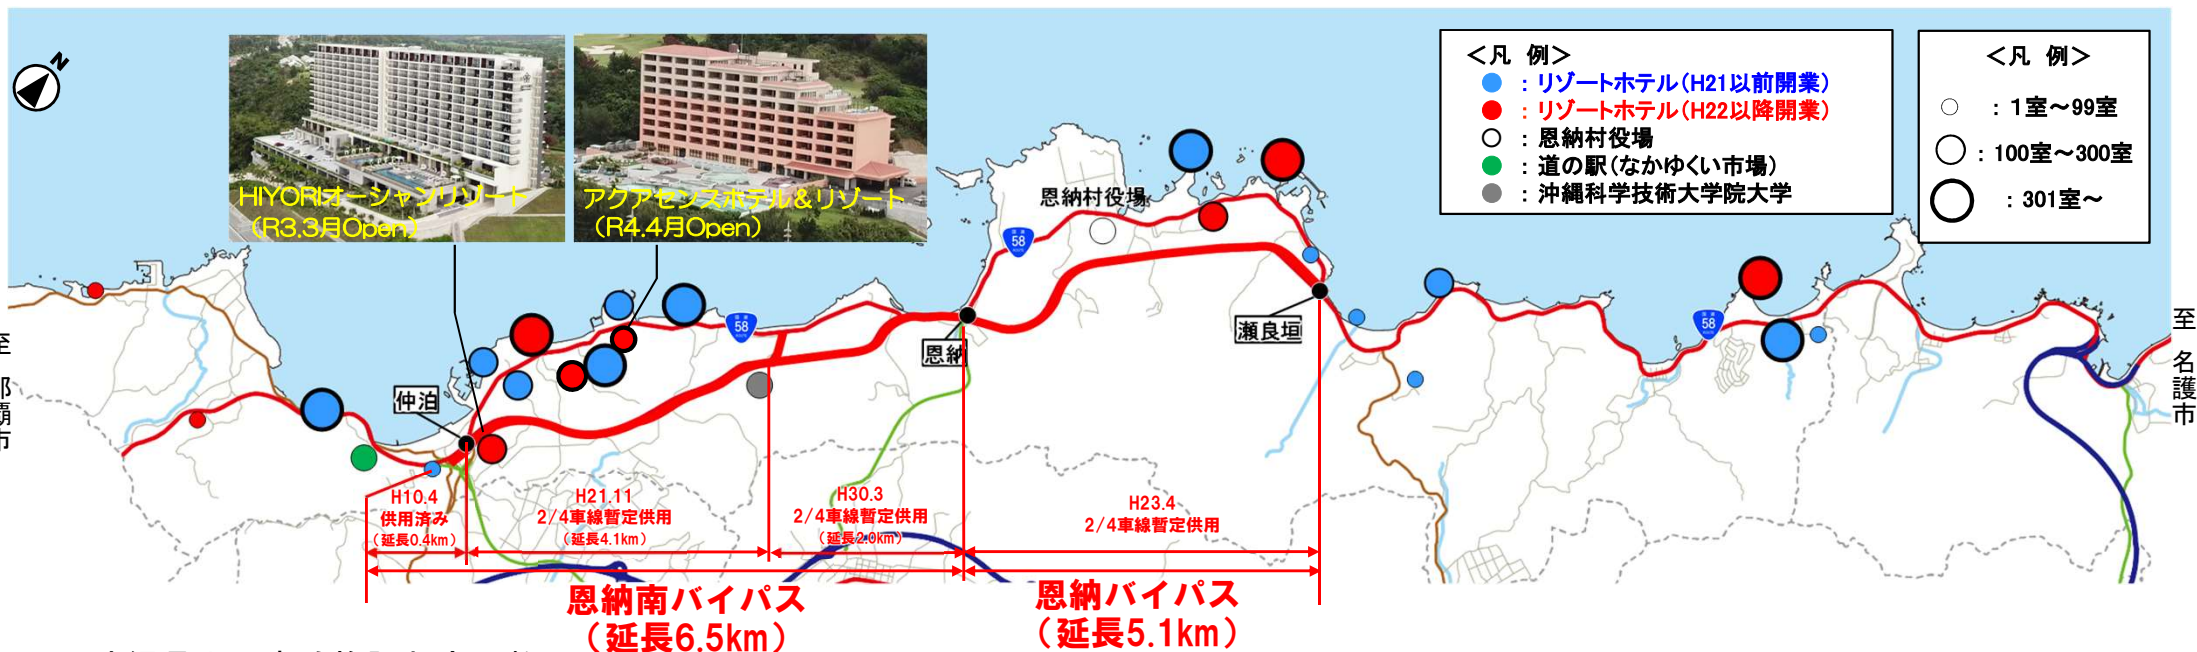 N
HIYORIオーシャンリゾート
（R3.3月Open）
アクアセンスホテル＆リゾート
（R4.4月Open）
＜凡 例＞
：リゾートホテル（H21以前開業）
：リゾートホテル（H22以降開業）
：恩納村役場
：道の駅（なかゆくい市場）
：沖縄科学技術大学院大学
＜凡 例＞
：1室～99室
：100室～300室
：301室～
恩納村役場
国道
58
国道
58
国道
58
仲泊
恩納
瀬良垣
至 那覇市
至 名護市
H10.4
供用済み
（延長0.4km）
H21.11
2/4車線暫定供用
（延長4.1km）
H30.3
2/4車線暫定供用
（延長2.0km）
H23.4
2/4車線暫定供用
恩納南バイパス
（延長6.5km）
恩納バイパス
（延長5.1km）